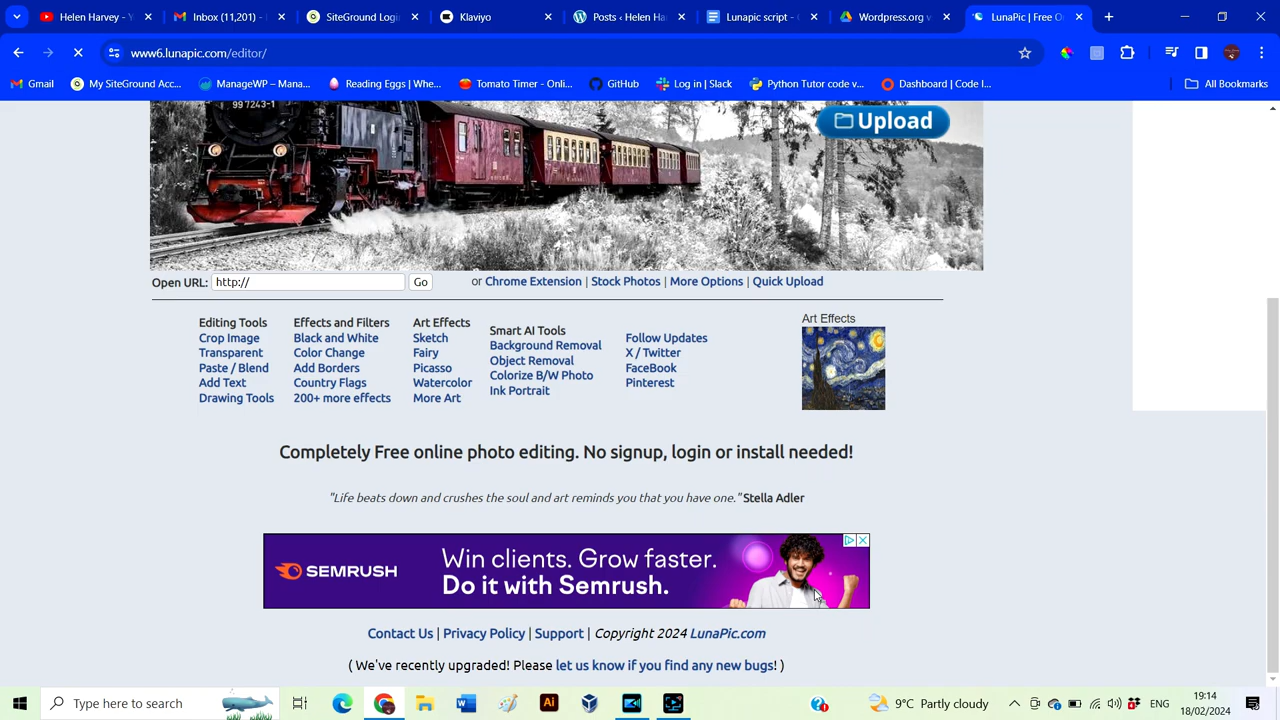 Helen Harvey - Y
Inbox (11,201) -
SiteGround Logi
Klaviyo
Posts ‹ Helen Ha
Lunapic script -
Wordpress.org v
LunaPic | Free O
www6.lunapic.com/editor/
Gmail
My SiteGround Acc...
ManageWP – Mana...
Reading Eggs | Whe...
Tomato Timer - Onli...
GitHub
Log in | Slack
Python Tutor code v...
Dashboard | Code I...
All Bookmarks
99 7243-1
Upload
Open URL: http:// Go or Chrome Extension | Stock Photos | More Options | Quick Upload
Editing Tools
Crop Image
Transparent
Paste / Blend
Add Text
Drawing Tools
Effects and Filters
Black and White
Color Change
Add Borders
Country Flags
200+ more effects
Art Effects
Sketch
Fairy
Picasso
Watercolor
More Art
Smart AI Tools
Background Removal
Object Removal
Colorize B/W Photo
Ink Portrait
Follow Updates
X / Twitter
FaceBook
Pinterest
Art Effects
Completely Free online photo editing. No signup, login or install needed!
"Life beats down and crushes the soul and art reminds you that you have one." Stella Adler
SEMRUSH
Win clients. Grow faster.
Do it with Semrush.
Contact Us | Privacy Policy | Support | Copyright 2024 LunaPic.com
( We've recently upgraded! Please let us know if you find any new bugs! )
Type here to search
9°C Partly cloudy
ENG
19:14
18/02/2024